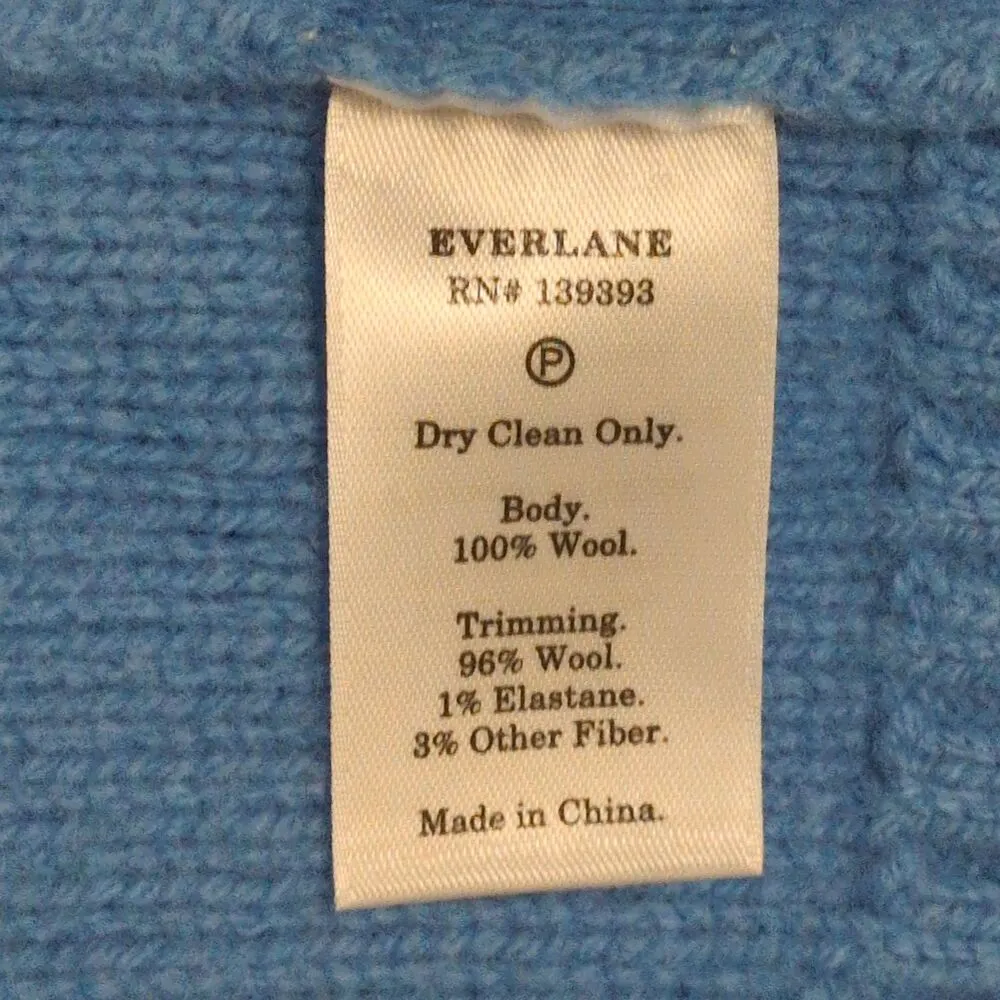 EVERLANE
RN# 139393
P
Dry Clean Only.
Body.
100% Wool.
Trimming.
96% Wool.
1% Elastane.
3% Other Fiber.
Made in China.